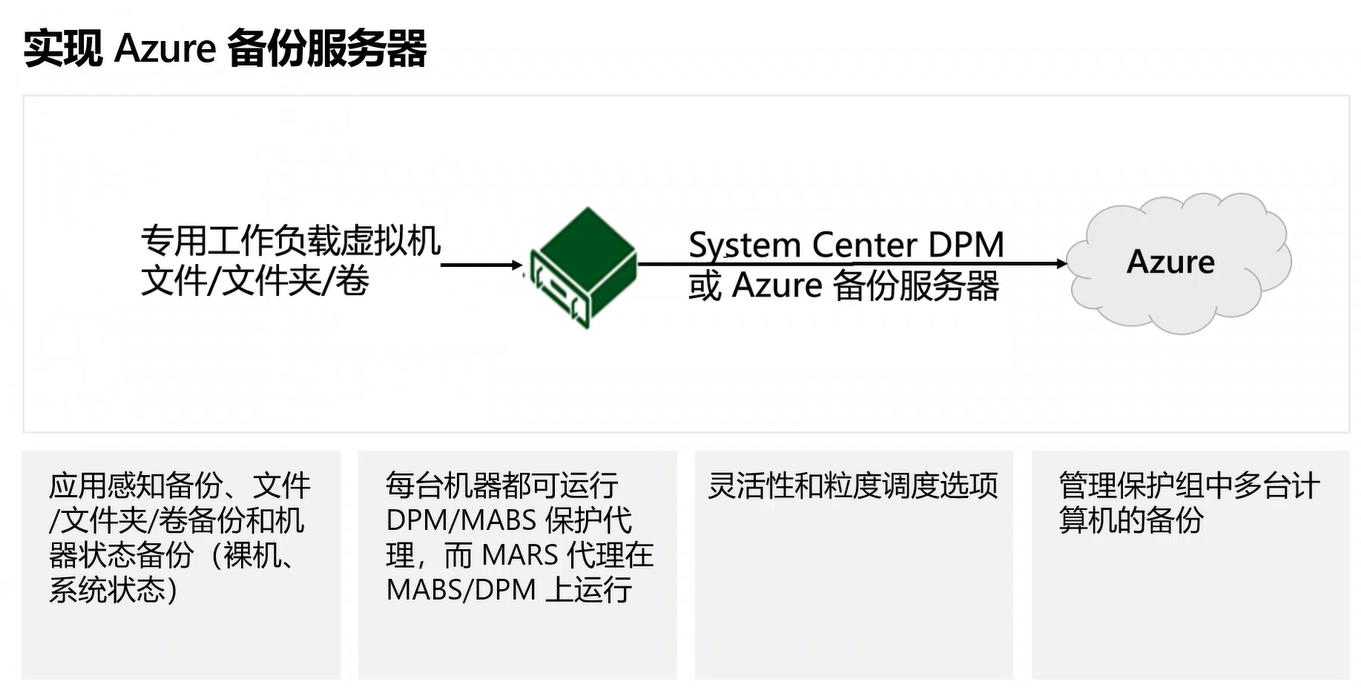 实现 Azure 备份服务器
专用工作负载虚拟机
文件/文件夹/卷
System Center DPM
或 Azure 备份服务器
Azure
应用感知备份、文件
/文件夹/卷备份和机
器状态备份（裸机、
系统状态）
每台机器都可运行
DPM/MABS 保护代
理，而 MARS 代理在
MABS/DPM 上运行
灵活性和粒度调度选项
管理保护组中多台计
算机的备份